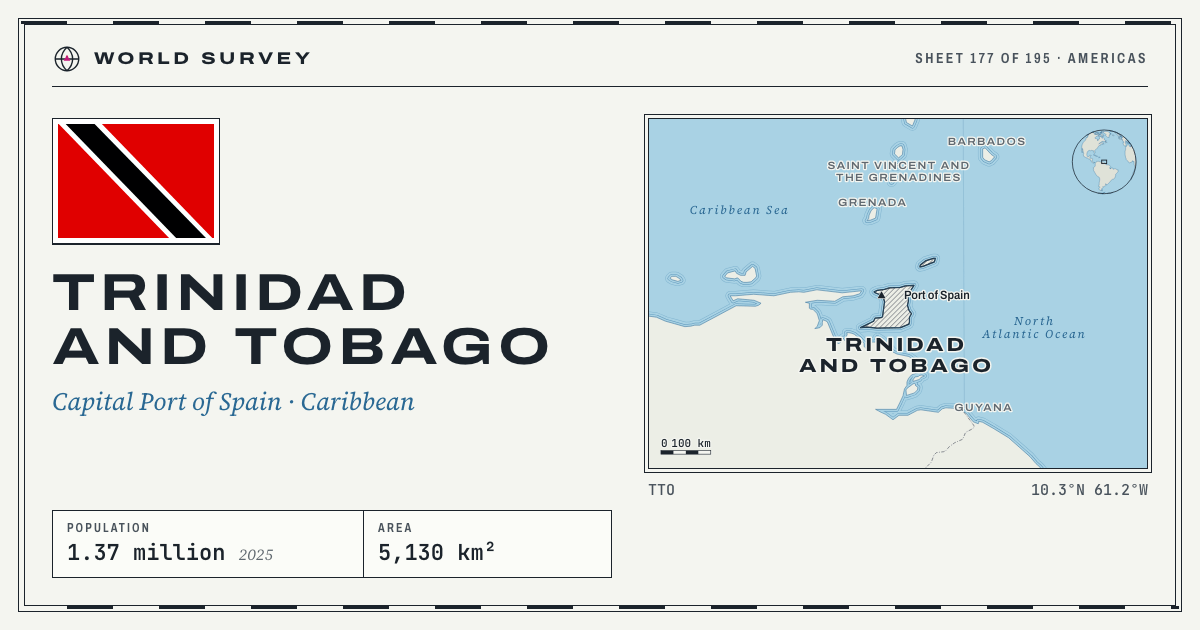 WORLD SURVEY
SHEET 177 OF 195 · AMERICAS
TRINIDAD
AND TOBAGO
Capital Port of Spain · Caribbean
POPULATION
1.37 million 2025
AREA
5,130 km²
BARBADOS
SAINT VINCENT AND
THE GRENADINES
GRENADA
Caribbean Sea
Port of Spain
North
Atlantic Ocean
TRINIDAD
AND TOBAGO
GUYANA
0 100 km
TTO
10.3°N 61.2°W